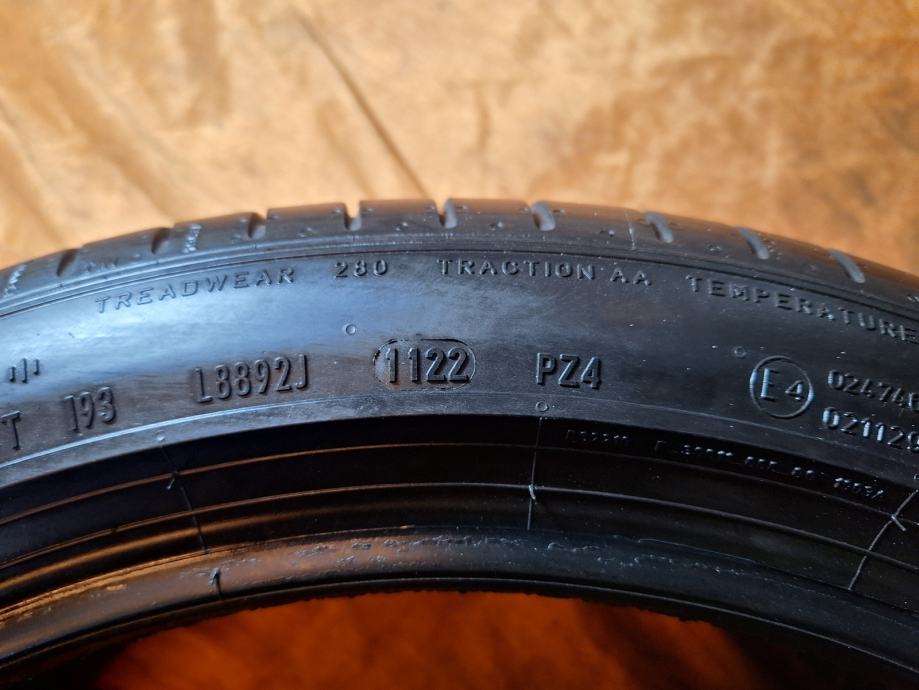 TREADWEAR 280 TRACTION AA TEMPERATURE
T 193 L8892J 1122 PZ4 E4